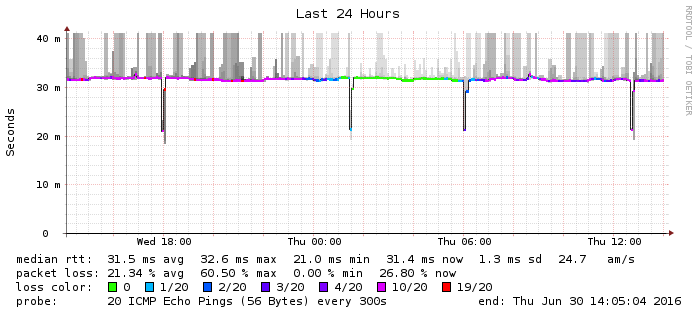 Last 24 Hours
RRDTOOL / TOBI OETIKER
Seconds
40 m
30 m
20 m
10 m
0
Wed 18:00 Thu 00:00 Thu 06:00 Thu 12:00
median rtt: 31.5 ms avg 32.6 ms max 21.0 ms min 31.4 ms now 1.3 ms sd 24.7 am/s
packet loss: 21.34 % avg 60.50 % max 0.00 % min 26.80 % now
loss color: 0 1/20 2/20 3/20 4/20 10/20 19/20
probe: 20 ICMP Echo Pings (56 Bytes) every 300s end: Thu Jun 30 14:05:04 2016